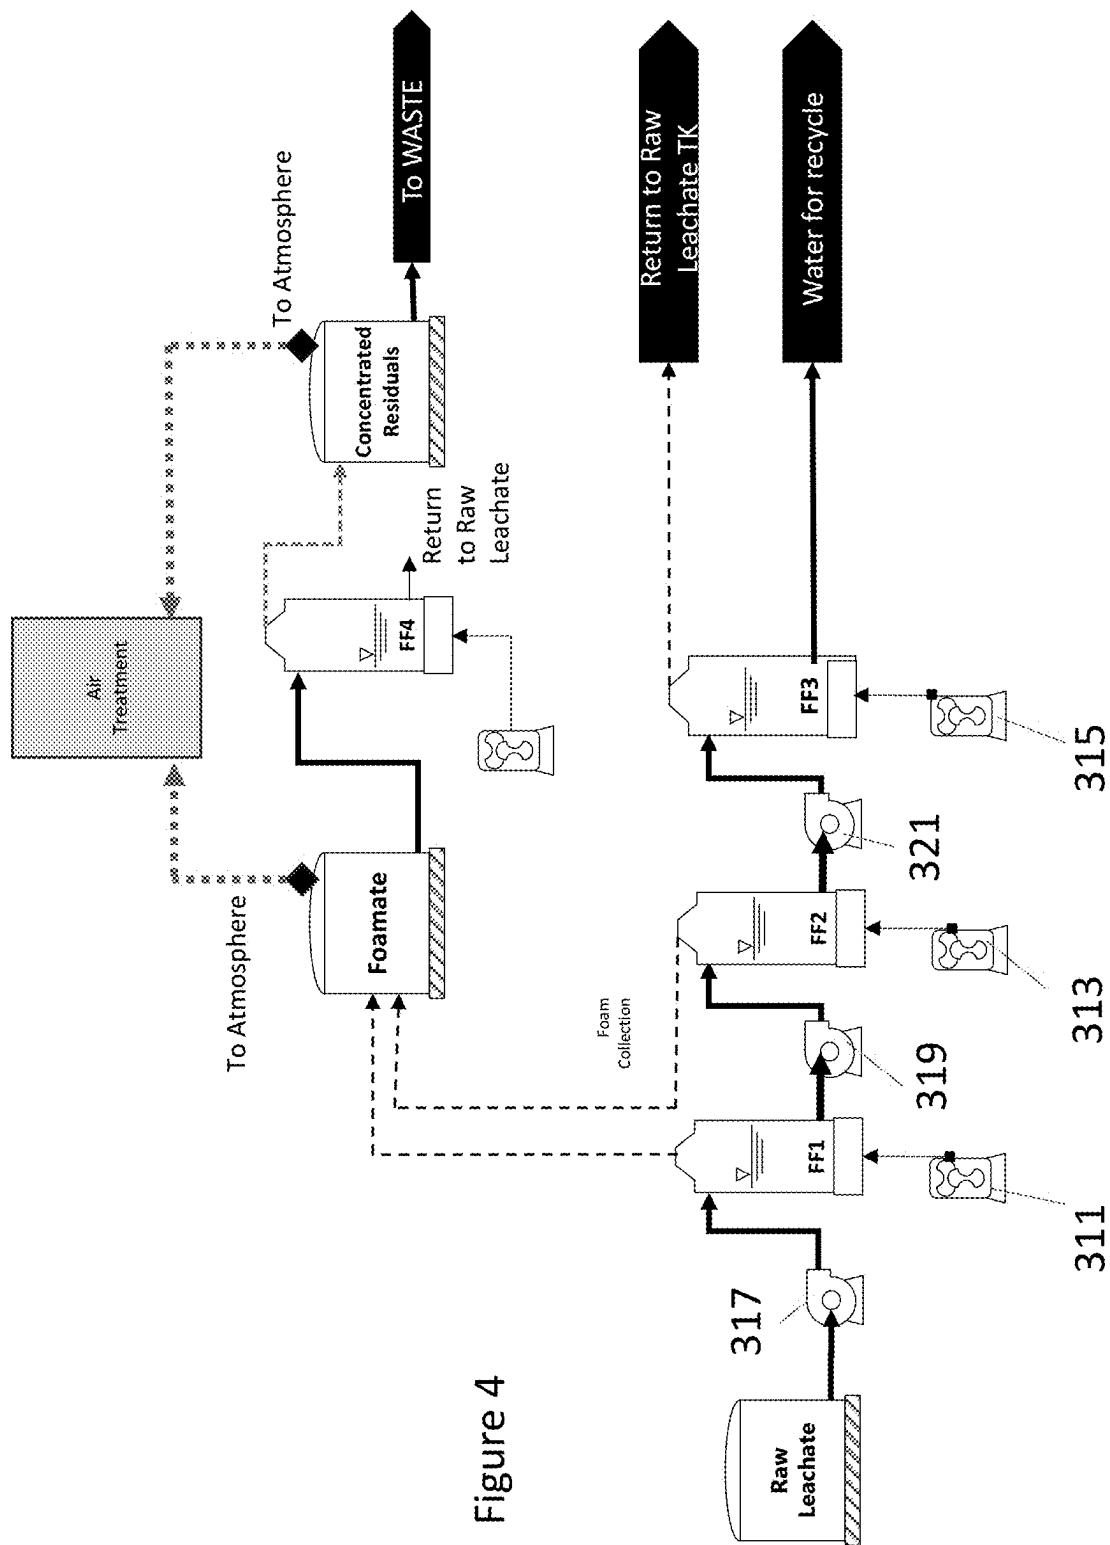 Air
Treatment
To Atmosphere
To Atmosphere
Foamate
FF4
Return
to Raw
Leachate
Concentrated
Residuals
To WASTE
Foam
Collection
Figure 4
Raw
Leachate
317
FF1
311
319
FF2
313
321
FF3
315
Return to Raw
Leachate TK
Water for recycle